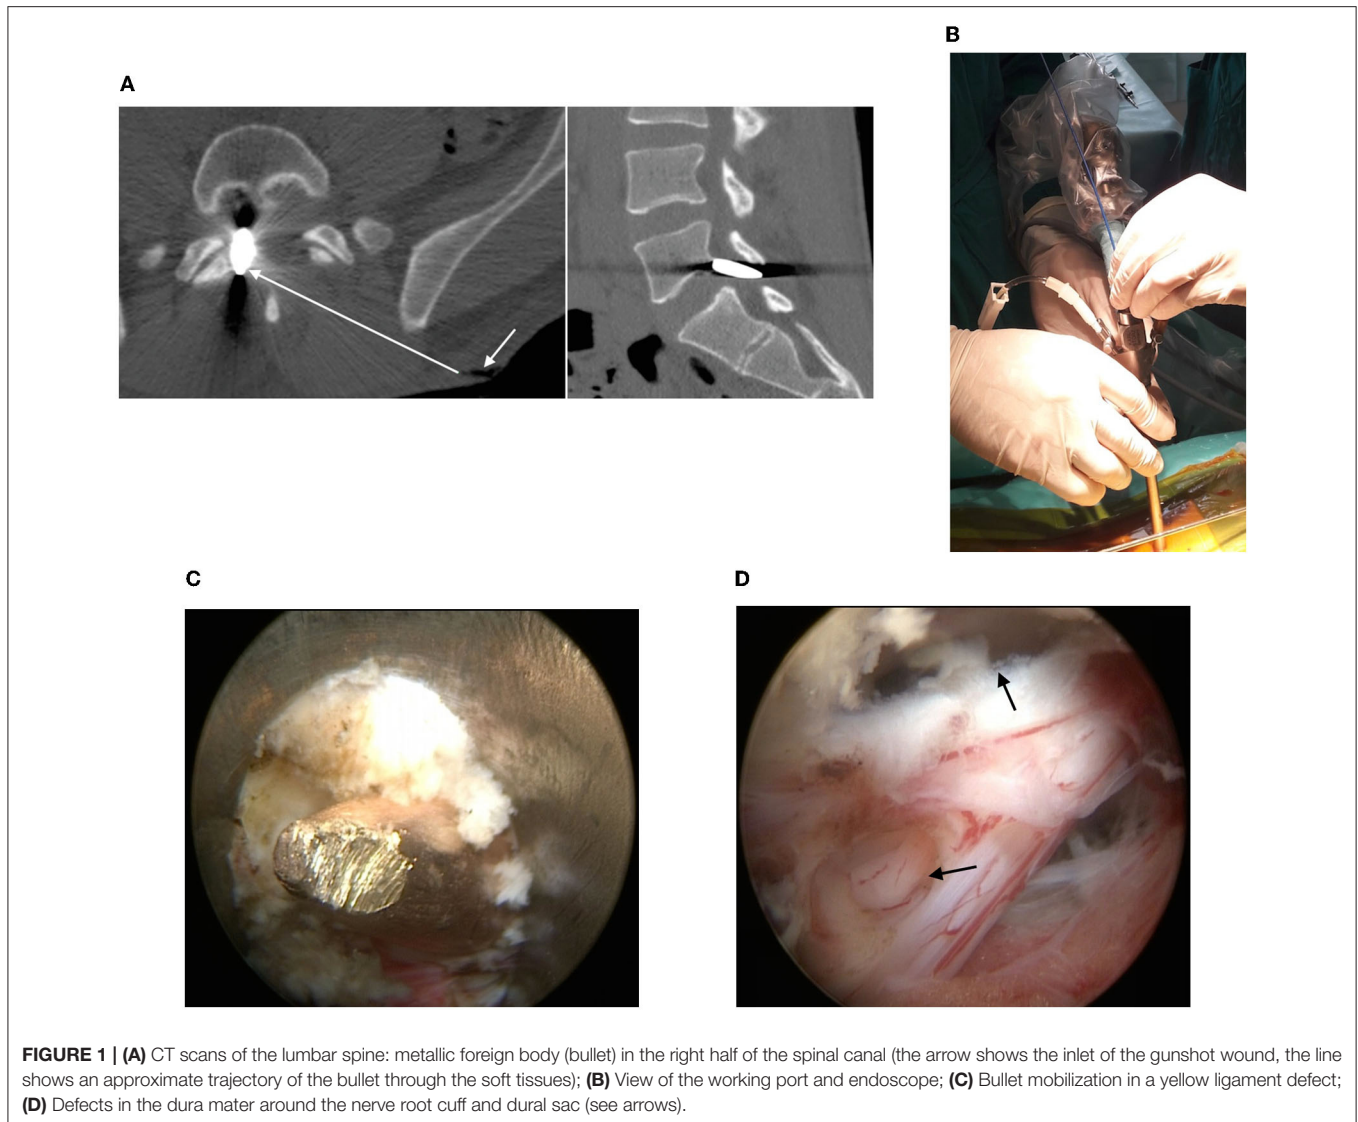 A
B
C
D
FIGURE 1 | (A) CT scans of the lumbar spine: metallic foreign body (bullet) in the right half of the spinal canal (the arrow shows the inlet of the gunshot wound, the line
shows an approximate trajectory of the bullet through the soft tissues); (B) View of the working port and endoscope; (C) Bullet mobilization in a yellow ligament defect;
(D) Defects in the dura mater around the nerve root cuff and dural sac (see arrows).